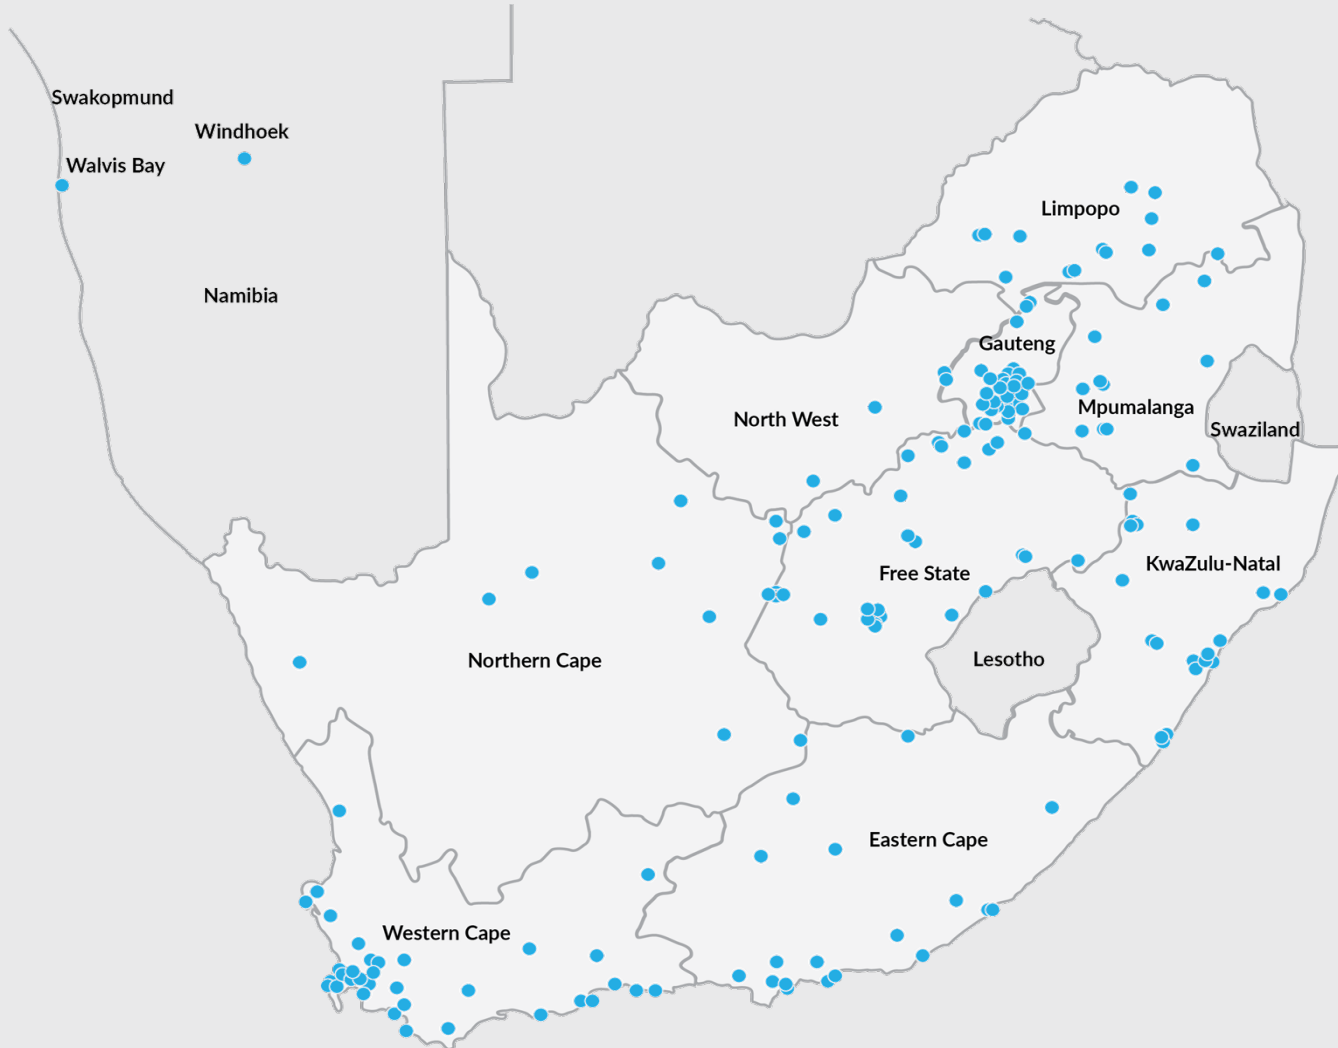 Swakopmund
Windhoek
Walvis Bay
Limpopo
Namibia
Gauteng
North West
Mpumalanga
Swaziland
KwaZulu-Natal
Free State
Northern Cape
Lesotho
Eastern Cape
Western Cape